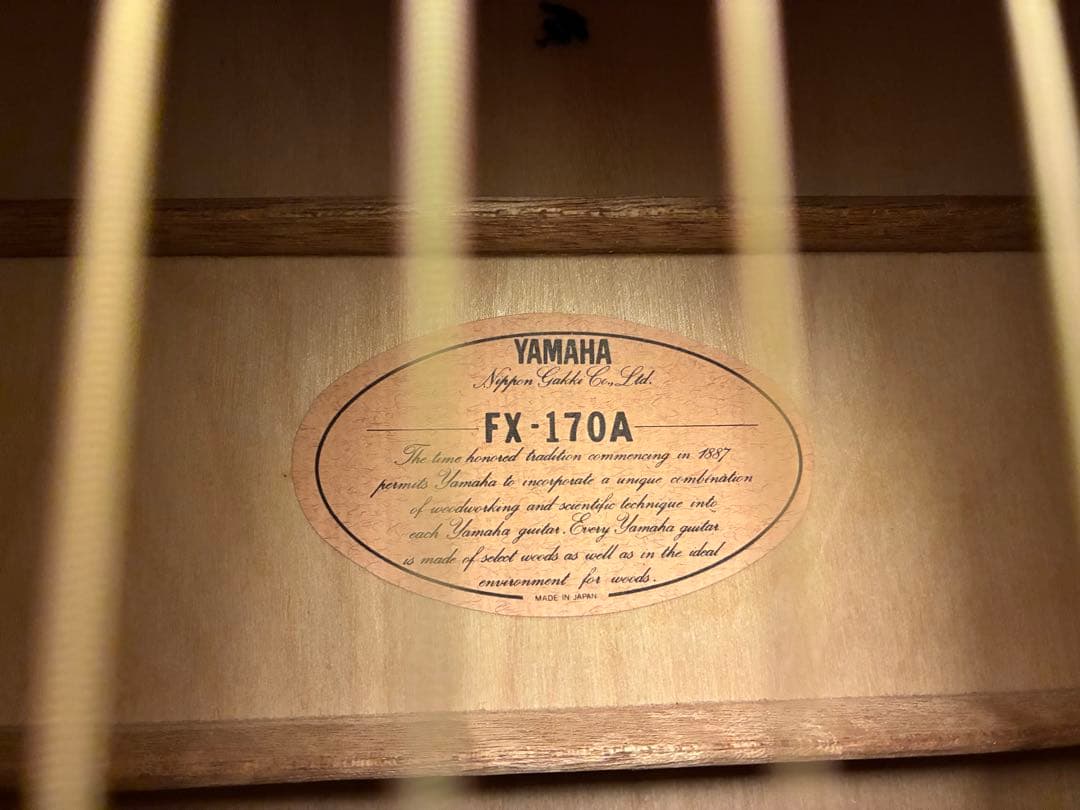 YAMAHA
Nippon Gakki Co., Ltd.
FX-170A
The time honored tradition commencing in 1887
permits Yamaha to incorporate a unique combination
of woodworking and scientific technique into
each Yamaha guitar. Every Yamaha guitar
is made of select woods as well as in the ideal
environment for woods.
MADE IN JAPAN